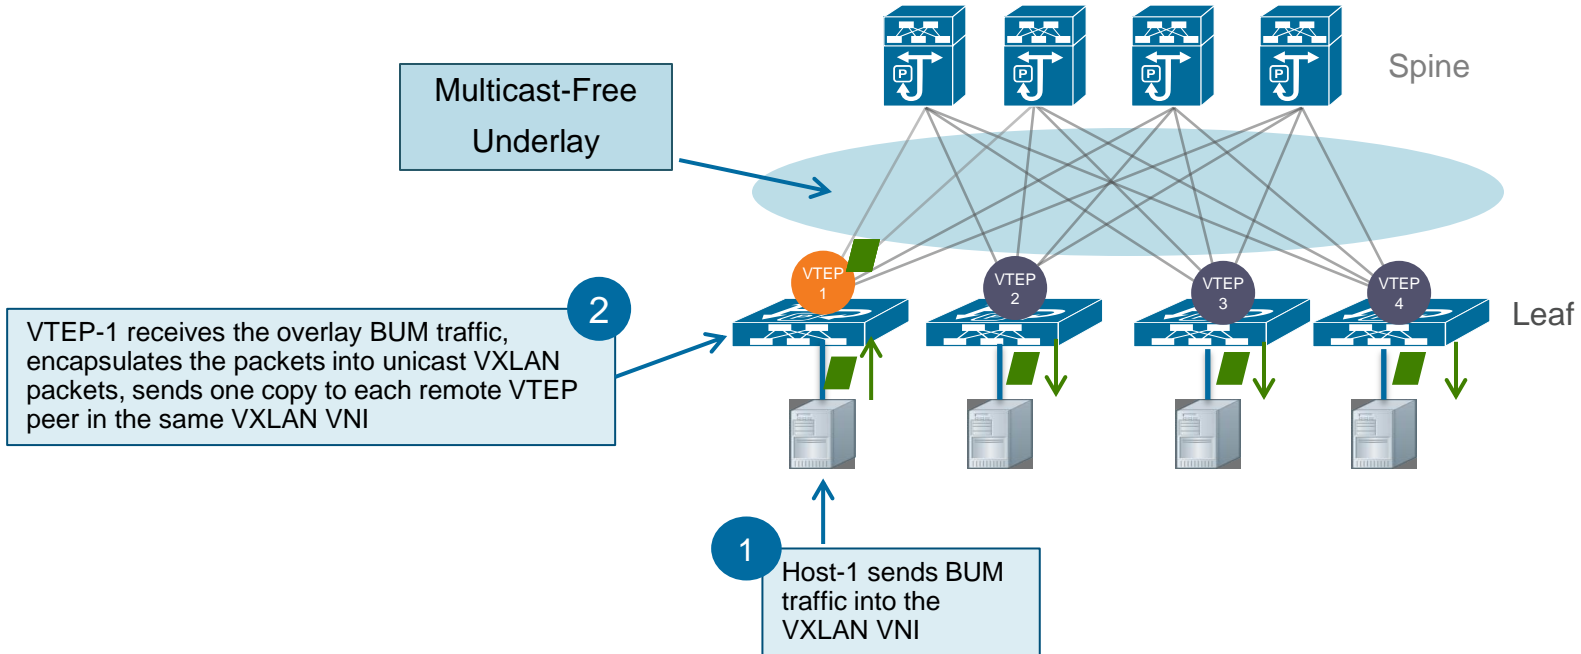 Spine
Multicast-Free
Underlay
P
P
P
P
VTEP
1
VTEP
2
VTEP
3
VTEP
4
Leaf
2
VTEP-1 receives the overlay BUM traffic,
encapsulates the packets into unicast VXLAN
packets, sends one copy to each remote VTEP
peer in the same VXLAN VNI
1
Host-1 sends BUM
traffic into the
VXLAN VNI